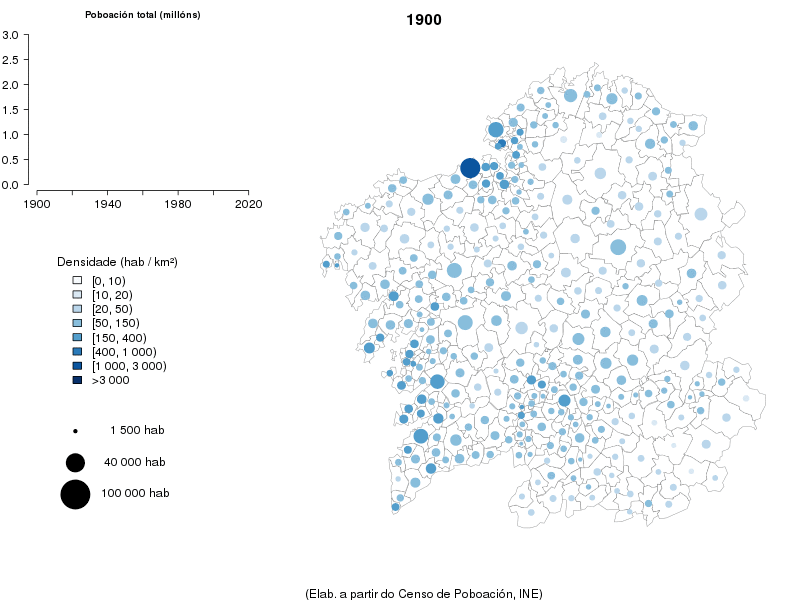 Poboación total (millóns)
1900
3.0
2.5
2.0
1.5
1.0
0.5
0.0
1900 1940 1980 2020
Densidade (hab / km²)
[0, 10)
[10, 20)
[20, 50)
[50, 150)
[150, 400)
[400, 1 000)
[1 000, 3 000)
>3 000
1 500 hab
40 000 hab
100 000 hab
(Elab. a partir do Censo de Poboación, INE)